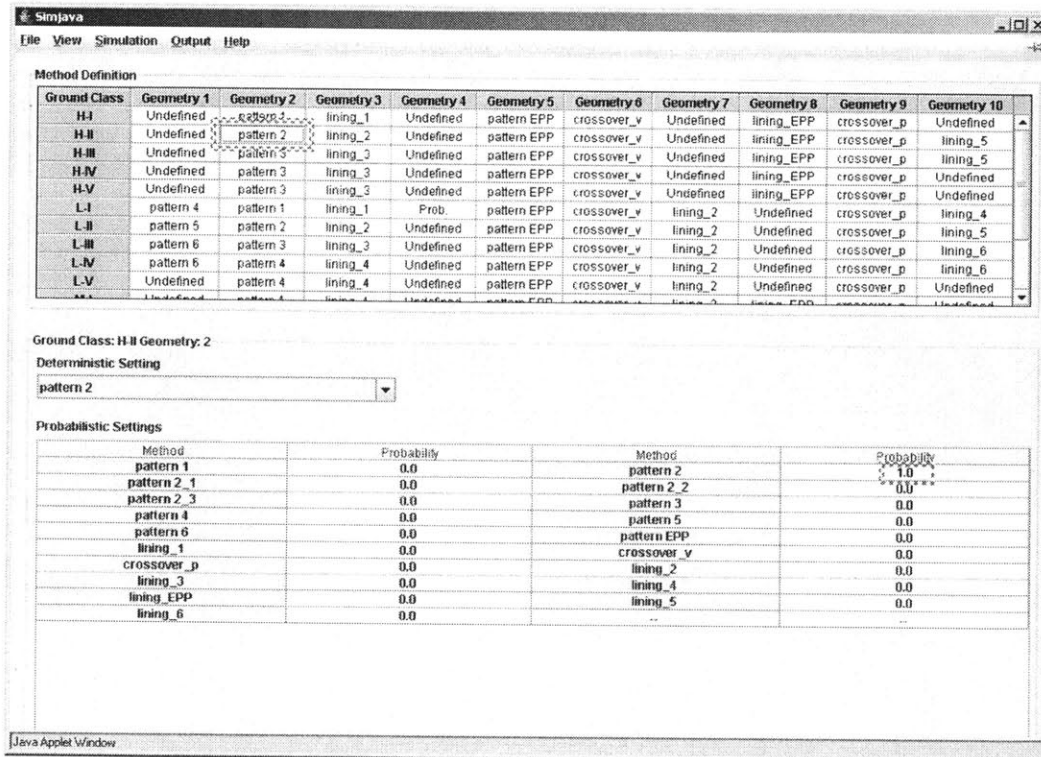 Simjava
File View Simulation Output Help
Method Definition
Ground Class Geometry 1 Geometry 2 Geometry 3 Geometry 4 Geometry 5 Geometry 6 Geometry 7 Geometry 8 Geometry 9 Geometry 10
H-I Undefined pattern 1 lining_1 Undefined pattern EPP crossover_v Undefined lining_EPP crossover_p Undefined
H-II Undefined pattern 2 lining_2 Undefined pattern EPP crossover_v Undefined lining_EPP crossover_p lining_5
H-III Undefined pattern 3 lining_3 Undefined pattern EPP crossover_v Undefined lining_EPP crossover_p lining_5
H-IV Undefined pattern 3 lining_3 Undefined pattern EPP crossover_v Undefined lining_EPP crossover_p Undefined
H-V Undefined pattern 3 lining_3 Undefined pattern EPP crossover_v Undefined lining_EPP crossover_p Undefined
L-I pattern 4 pattern 1 lining_1 Prob. pattern EPP crossover_v lining_2 Undefined crossover_p lining_4
L-II pattern 5 pattern 2 lining_2 Undefined pattern EPP crossover_v lining_2 Undefined crossover_p lining_5
L-III pattern 6 pattern 3 lining_3 Undefined pattern EPP crossover_v lining_2 Undefined crossover_p lining_6
L-IV pattern 6 pattern 4 lining_4 Undefined pattern EPP crossover_v lining_2 Undefined crossover_p lining_6
L-V Undefined pattern 4 lining_4 Undefined pattern EPP crossover_v lining_2 Undefined crossover_p Undefined
Ground Class: H-II Geometry: 2
Deterministic Setting
pattern 2
Probabilistic Settings
Method Probability Method Probability
pattern 1 0.0 pattern 2 1.0
pattern 2_1 0.0 pattern 2_2 0.0
pattern 2_3 0.0 pattern 3 0.0
pattern 4 0.0 pattern 5 0.0
pattern 6 0.0 pattern EPP 0.0
lining_1 0.0 crossover_v 0.0
crossover_p 0.0 lining_2 0.0
lining_3 0.0 lining_4 0.0
lining_EPP 0.0 lining_5 0.0
lining_6 0.0 -- --
Java Applet Window